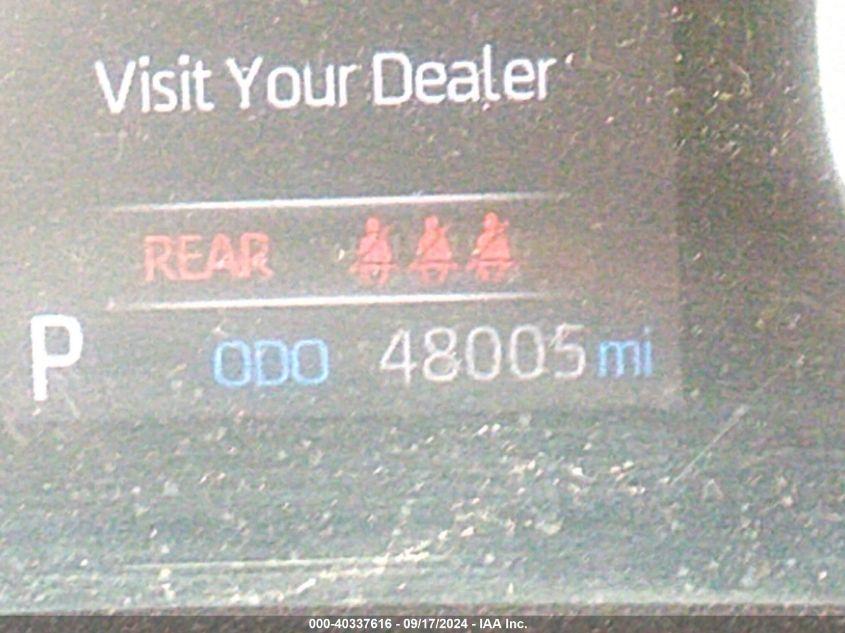 Visit Your Dealer
REAR
P ODO 48005 mi
000-40337616 - 09/17/2024 - IAA Inc.